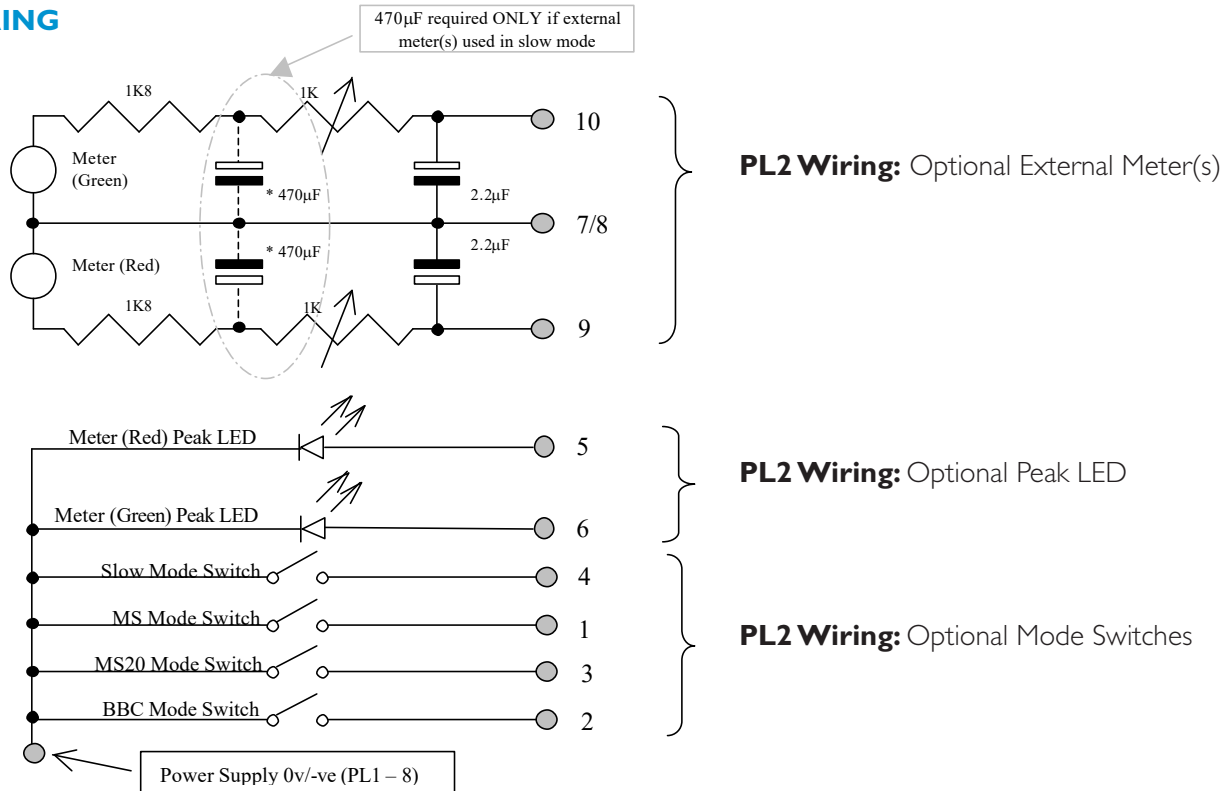 470μF required ONLY if external
meter(s) used in slow mode
1K8
1K
10
Meter
(Green)
* 470μF
2.2μF
PL2 Wiring: Optional External Meter(s)
7/8
* 470μF
2.2μF
Meter (Red)
1K8
1K
9
Meter (Red) Peak LED
5
PL2 Wiring: Optional Peak LED
Meter (Green) Peak LED
6
Slow Mode Switch
4
MS Mode Switch
1
PL2 Wiring: Optional Mode Switches
MS20 Mode Switch
3
BBC Mode Switch
2
Power Supply 0v/-ve (PL1 – 8)